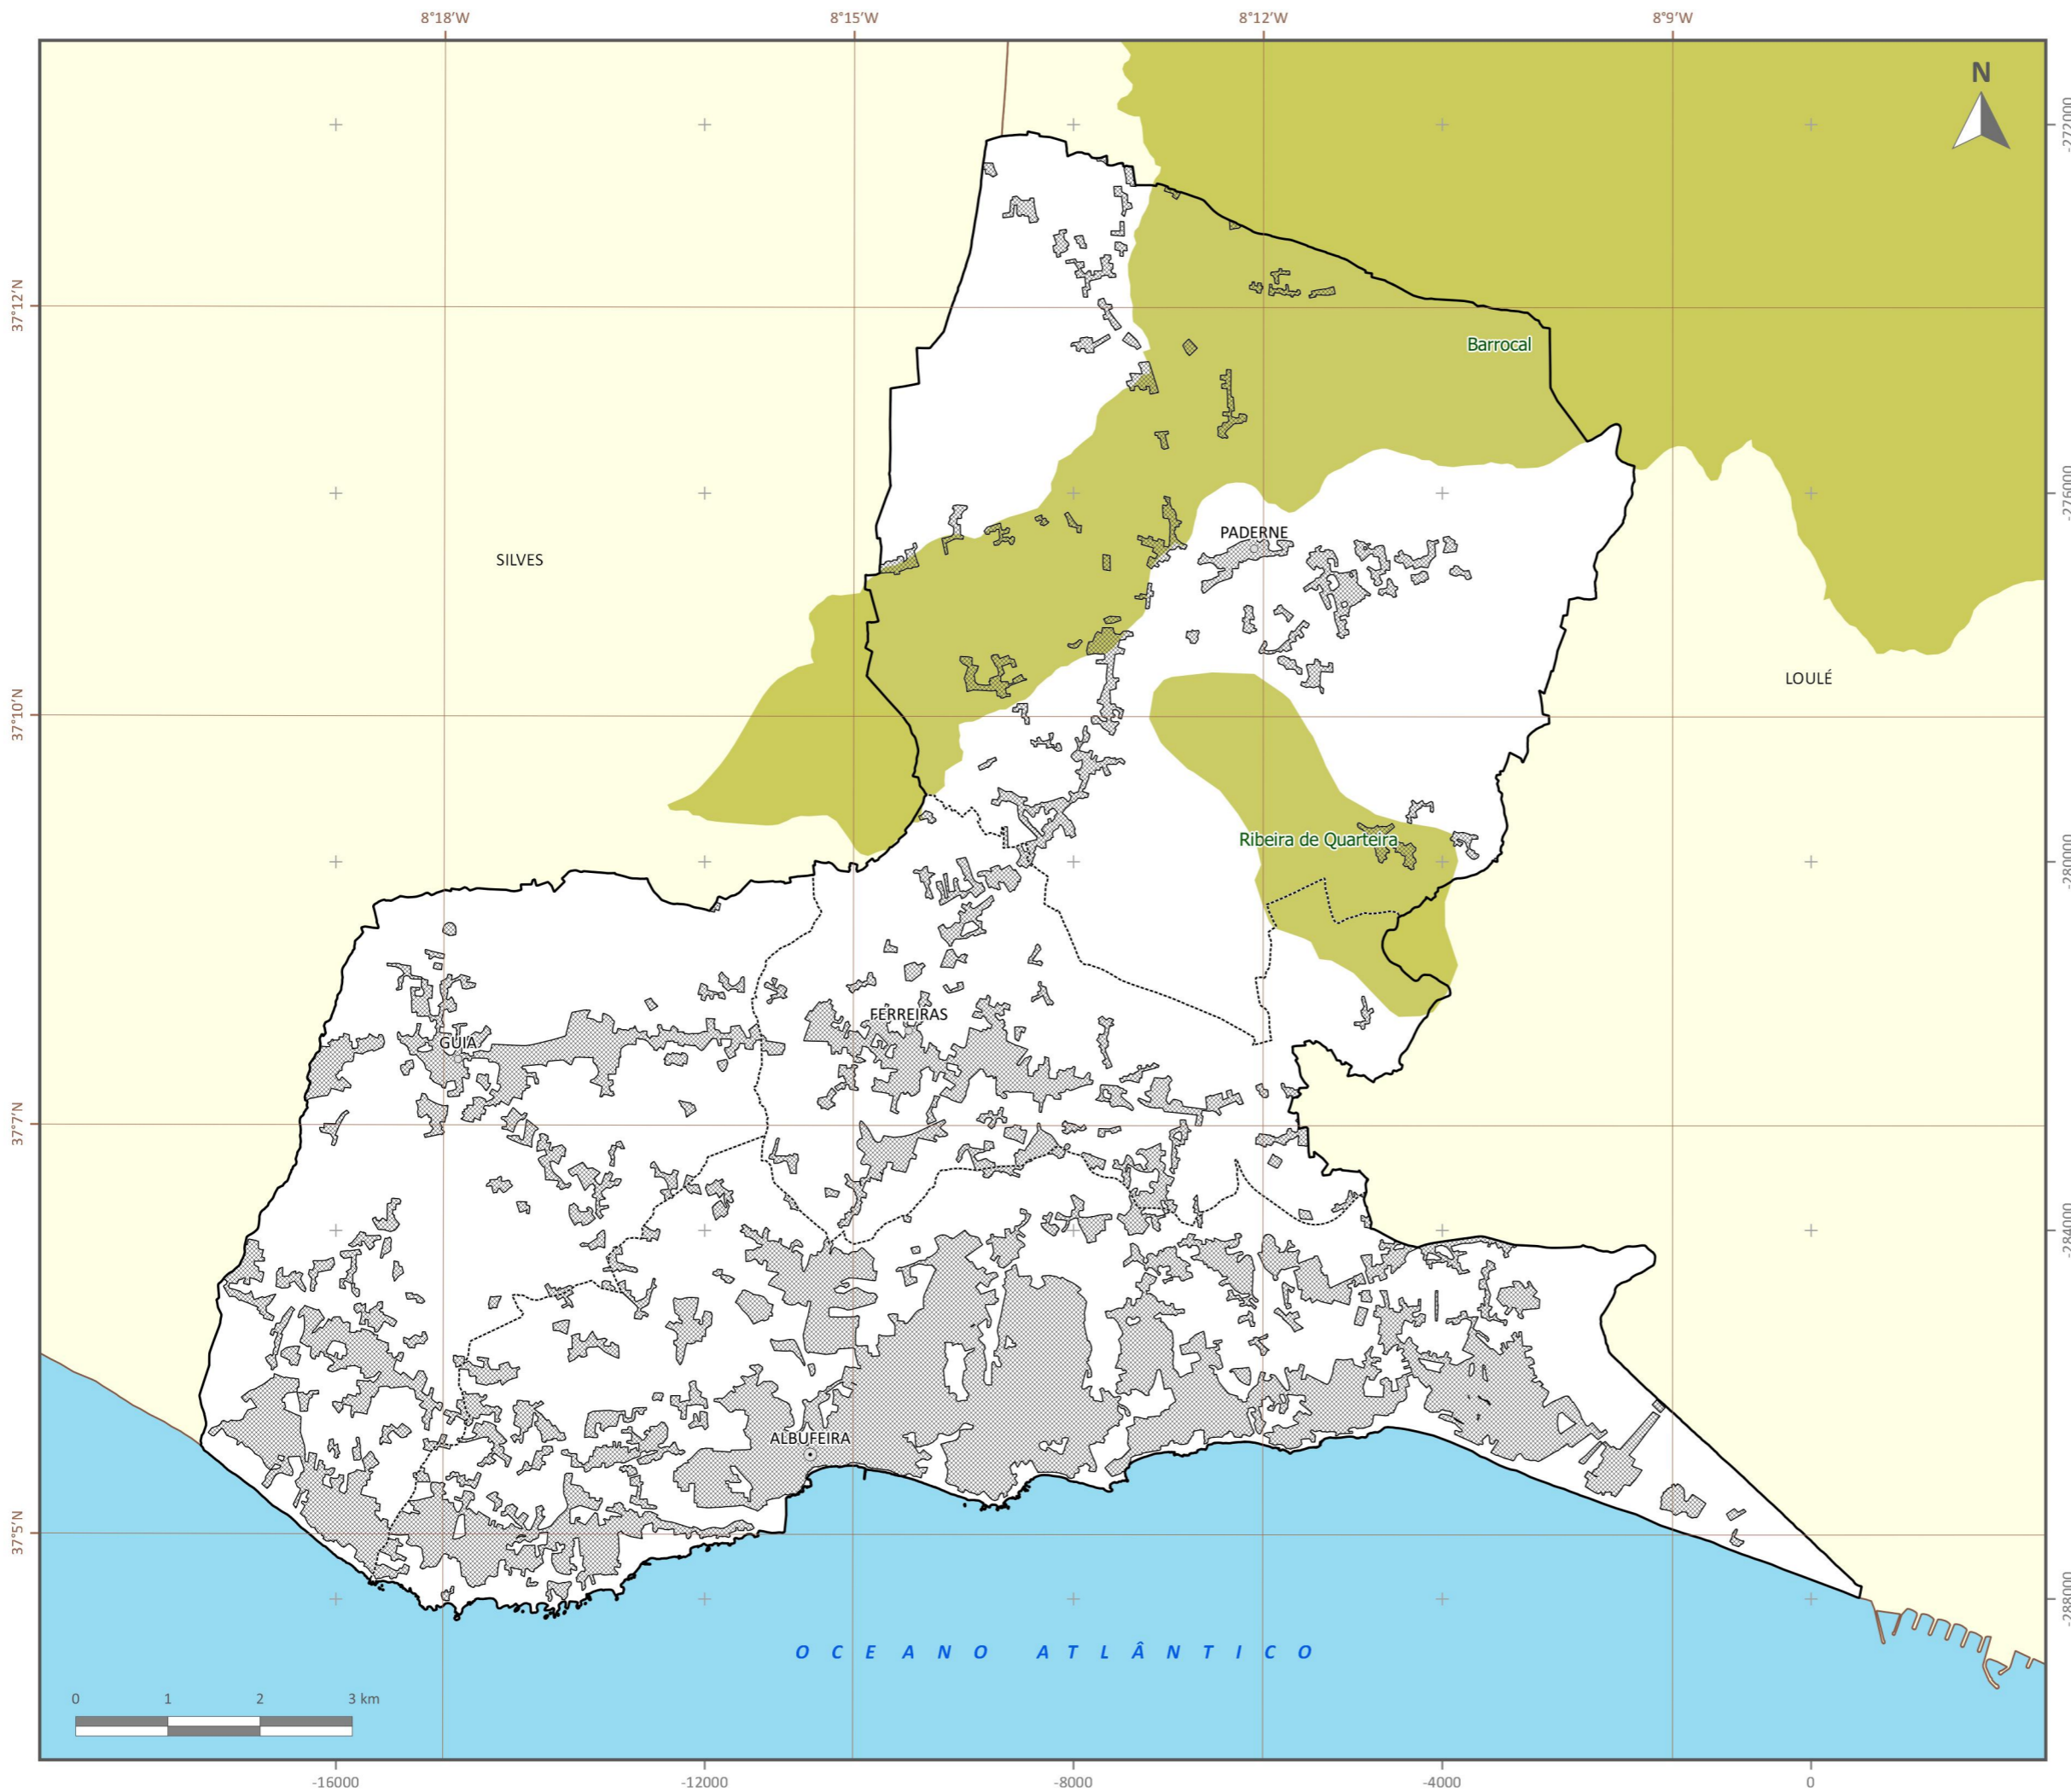 8°18'W
8°15'W
8°12'W
8°9'W
N
-272000
37°12'N
Barrocal
-276000
PADERNE
SILVES
LOULÉ
37°10'N
Ribeira de Quarteira
-280000
FERREIRAS
GUIA
37°7'N
-284000
ALBUFEIRA
37°5'N
-288000
OCEANO ATLÂNTICO
0 1 2 3 km
-16000
-12000
-8000
-4000
0